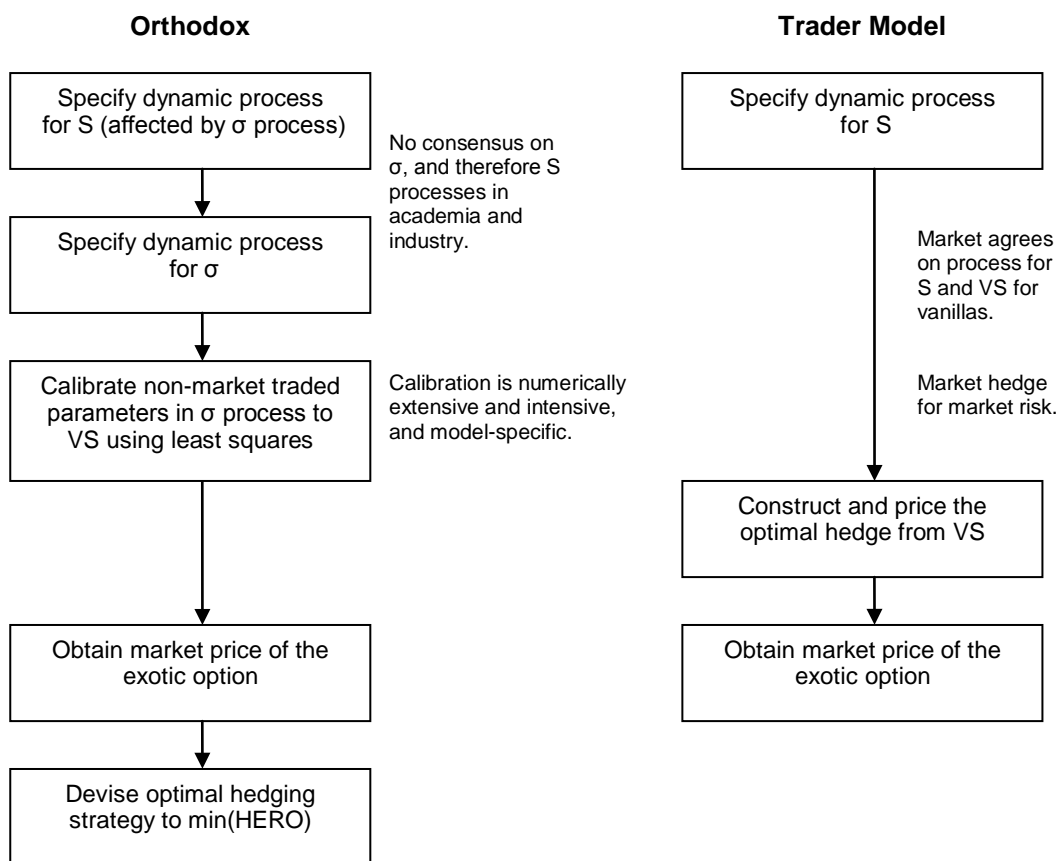 Orthodox
Specify dynamic process
for S (affected by σ process)
No consensus on
σ, and therefore S
processes in
academia and
industry.
Specify dynamic process
for σ
Calibrate non-market traded
parameters in σ process to
VS using least squares
Calibration is numerically
extensive and intensive,
and model-specific.
Obtain market price of the
exotic option
Devise optimal hedging
strategy to min(HERO)
Trader Model
Specify dynamic process
for S
Market agrees
on process for
S and VS for
vanillas.
Market hedge
for market risk.
Construct and price the
optimal hedge from VS
Obtain market price of the
exotic option